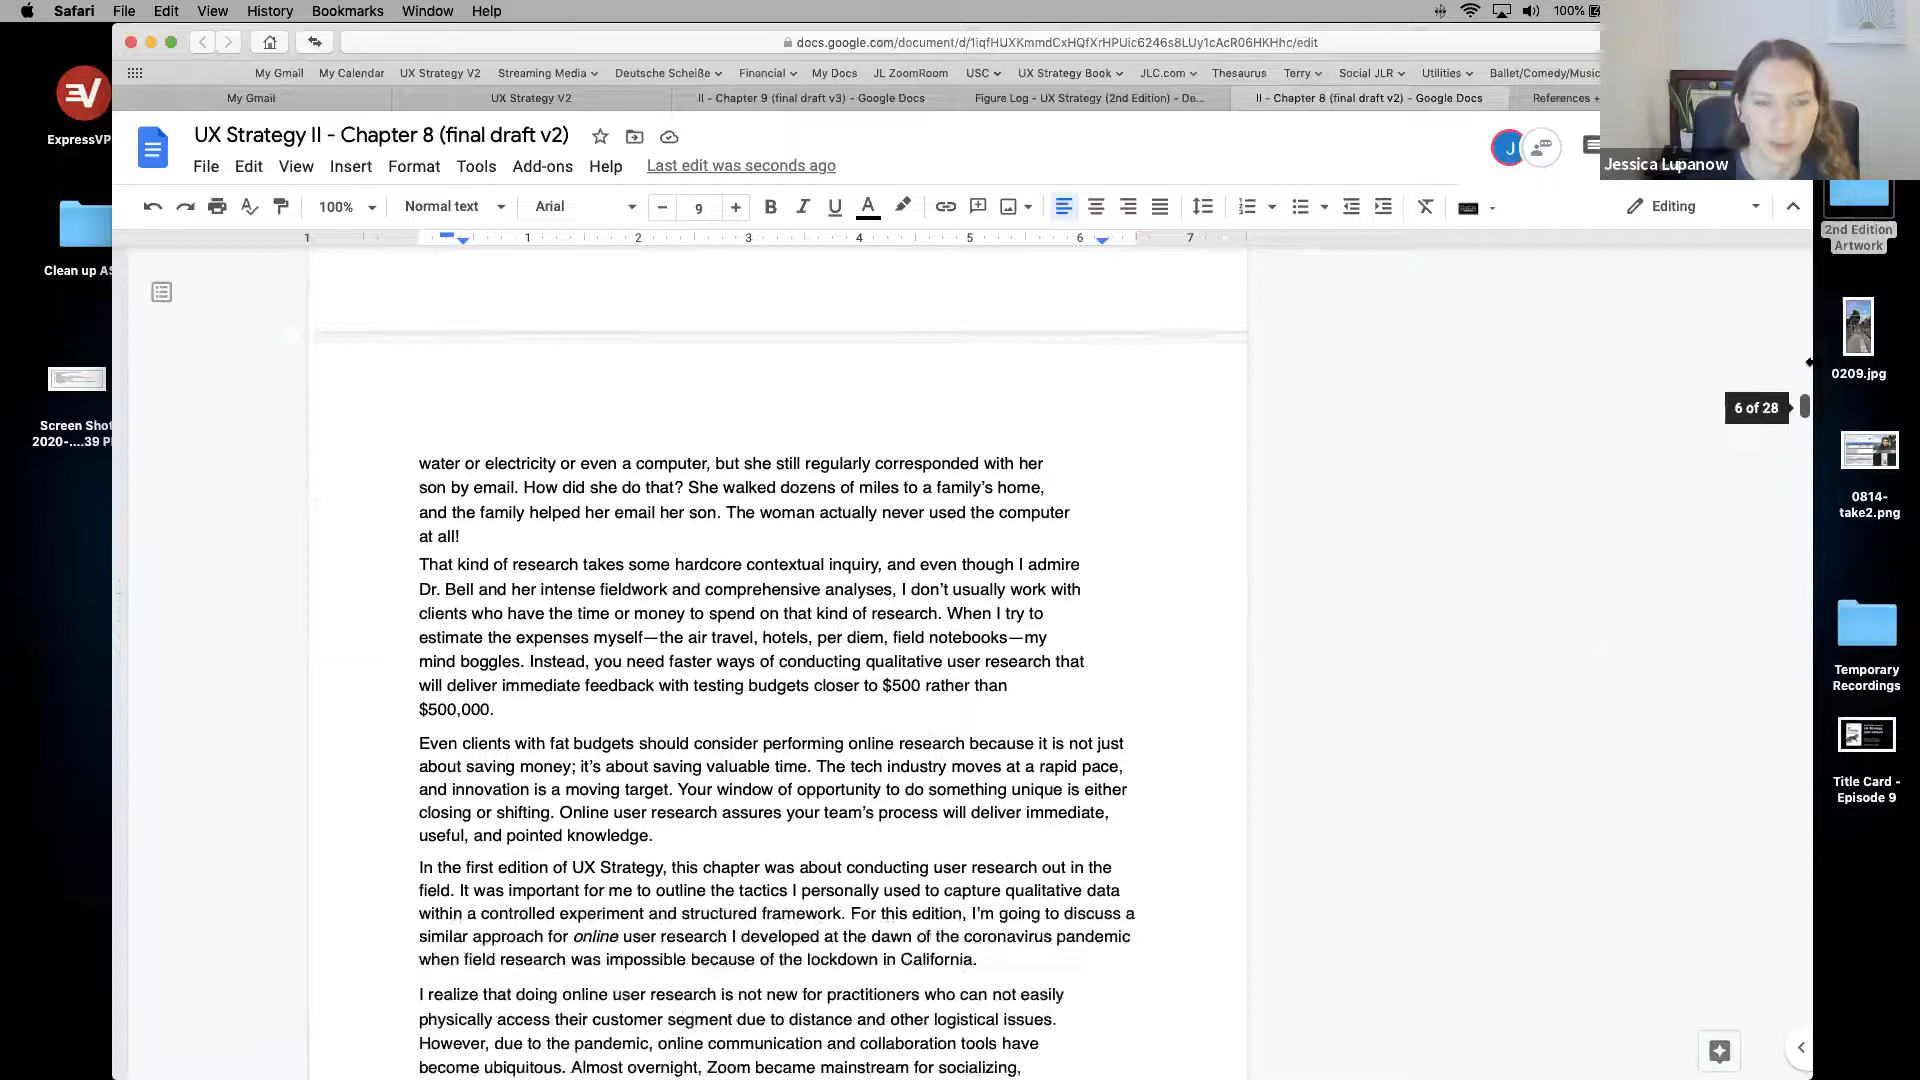 Safari File Edit View History Bookmarks Window Help
100%
docs.google.com/document/d/1iqfHUXKmmdCxHQfXrHPUic6246s8LUy1cAcR06HKHhc/edit
My Gmail My Calendar UX Strategy V2 Streaming Media Deutsche Scheiße Financial My Docs JL ZoomRoom USC UX Strategy Book JLC.com Thesaurus Terry Social JLR Utilities Ballet/Comedy/Music
My Gmail UX Strategy V2 II - Chapter 9 (final draft v3) - Google Docs Figure Log - UX Strategy (2nd Edition) - De... II - Chapter 8 (final draft v2) - Google Docs References +
UX Strategy II - Chapter 8 (final draft v2)
File Edit View Insert Format Tools Add-ons Help Last edit was seconds ago
J
Jessica Lupanow
100% Normal text Arial 9 B I U A Editing
1 1 2 3 4 5 6 7
6 of 28
water or electricity or even a computer, but she still regularly corresponded with her
son by email. How did she do that? She walked dozens of miles to a family's home,
and the family helped her email her son. The woman actually never used the computer
at all!
That kind of research takes some hardcore contextual inquiry, and even though I admire
Dr. Bell and her intense fieldwork and comprehensive analyses, I don't usually work with
clients who have the time or money to spend on that kind of research. When I try to
estimate the expenses myself—the air travel, hotels, per diem, field notebooks—my
mind boggles. Instead, you need faster ways of conducting qualitative user research that
will deliver immediate feedback with testing budgets closer to $500 rather than
$500,000.
Even clients with fat budgets should consider performing online research because it is not just
about saving money; it's about saving valuable time. The tech industry moves at a rapid pace,
and innovation is a moving target. Your window of opportunity to do something unique is either
closing or shifting. Online user research assures your team's process will deliver immediate,
useful, and pointed knowledge.
In the first edition of UX Strategy, this chapter was about conducting user research out in the
field. It was important for me to outline the tactics I personally used to capture qualitative data
within a controlled experiment and structured framework. For this edition, I'm going to discuss a
similar approach for online user research I developed at the dawn of the coronavirus pandemic
when field research was impossible because of the lockdown in California.
I realize that doing online user research is not new for practitioners who can not easily
physically access their customer segment due to distance and other logistical issues.
However, due to the pandemic, online communication and collaboration tools have
become ubiquitous. Almost overnight, Zoom became mainstream for socializing,
ExpressVP
Clean up AS
Screen Shot
2020-....39 P
2nd Edition
Artwork
0209.jpg
0814-
take2.png
Temporary
Recordings
Title Card -
Episode 9